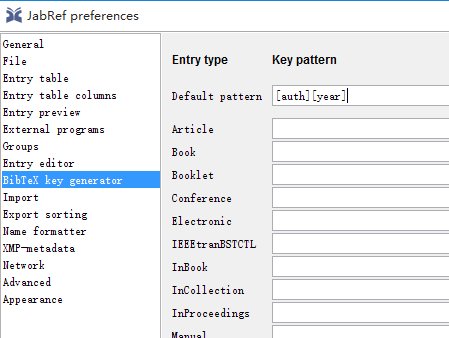 JabRef preferences
General
File
Entry table
Entry table columns
Entry preview
External programs
Groups
Entry editor
BibTeX key generator
Import
Export sorting
Name formatter
XMP-metadata
Network
Advanced
Appearance
Entry type Key pattern
Default pattern [auth][year]
Article
Book
Booklet
Conference
Electronic
IEEEtranBSTCTL
InBook
InCollection
InProceedings
Manual